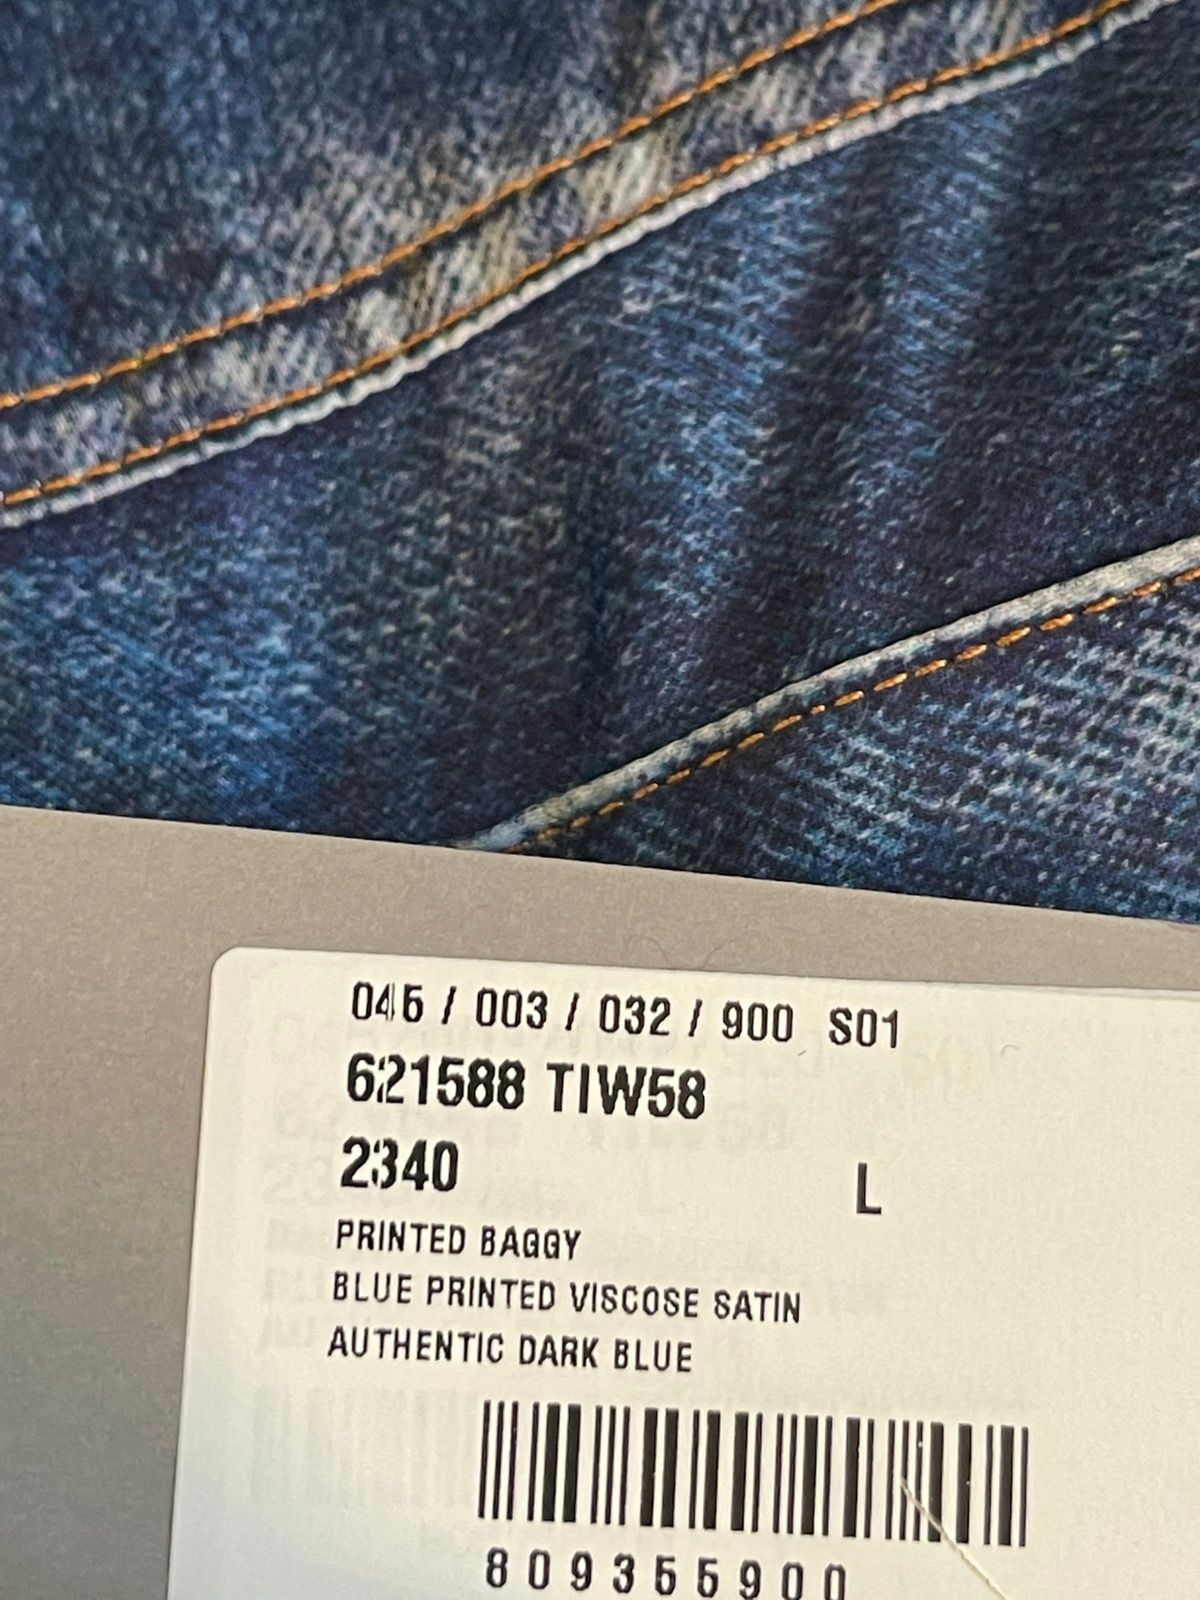 045 / 003 / 032 / 900 S01
621588 TIW58
2340 L
PRINTED BAGGY
BLUE PRINTED VISCOSE SATIN
AUTHENTIC DARK BLUE
809355900